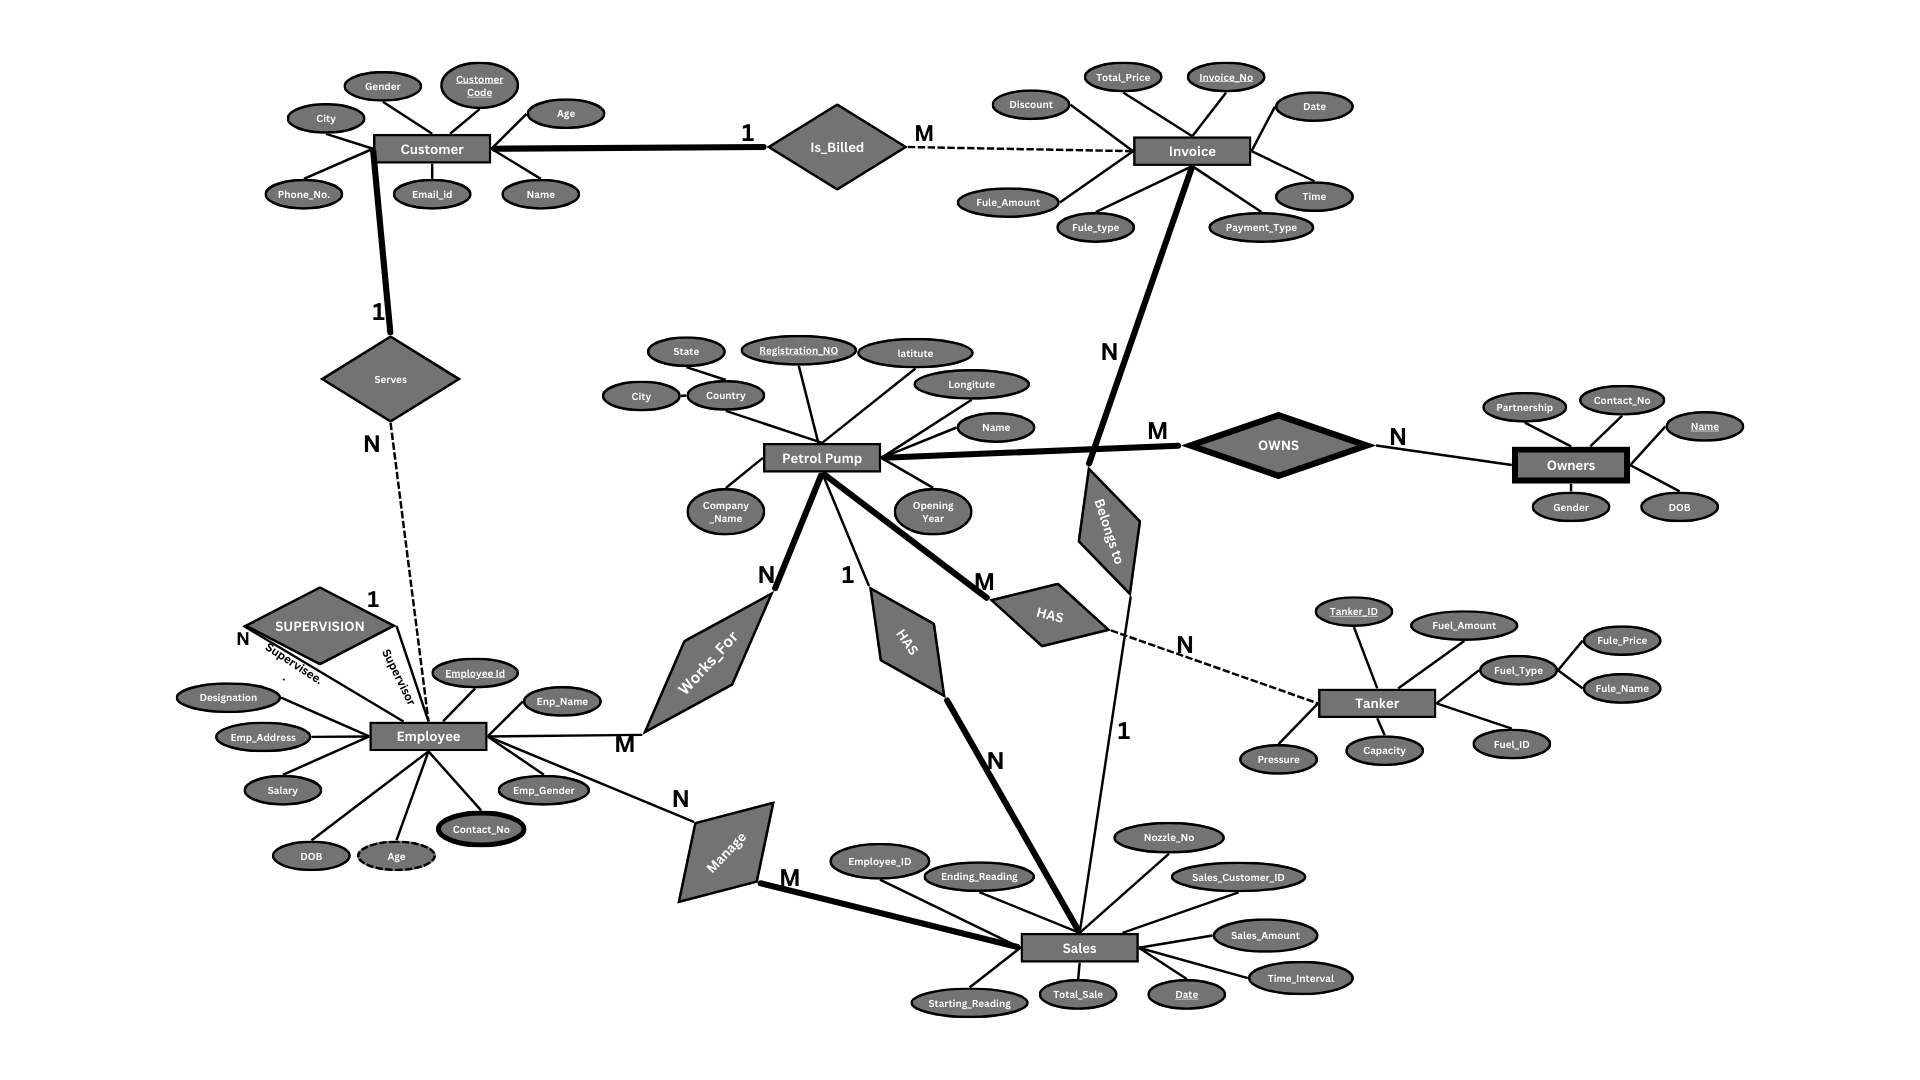 Customer
Code
Gender
Age
City
Customer
Phone_No.
Email_id
Name
1
Is_Billed
M
Total_Price
Invoice_No
Discount
Date
Invoice
Fule_Amount
Time
Fule_type
Payment_Type
1
Serves
N
N
State
Registration_NO
latitute
City
Country
Longitute
Name
Petrol Pump
Company
_Name
Opening
Year
M
OWNS
N
Partnership
Contact_No
Name
Owners
Gender
DOB
Belongs to
1
N
1
M
HAS
N
Works_For
HAS
M
N
SUPERVISION
1
N
Supervisee.
.
Supervisor
Employee Id
Designation
Enp_Name
Emp_Address
Employee
Salary
Emp_Gender
Contact_No
DOB
Age
Tanker_ID
Fuel_Amount
Fuel_Type
Fule_Price
Fule_Name
Tanker
Pressure
Capacity
Fuel_ID
N
Manage
M
Nozzle_No
Employee_ID
Ending_Reading
Sales_Customer_ID
Sales_Amount
Sales
Time_Interval
Starting_Reading
Total_Sale
Date